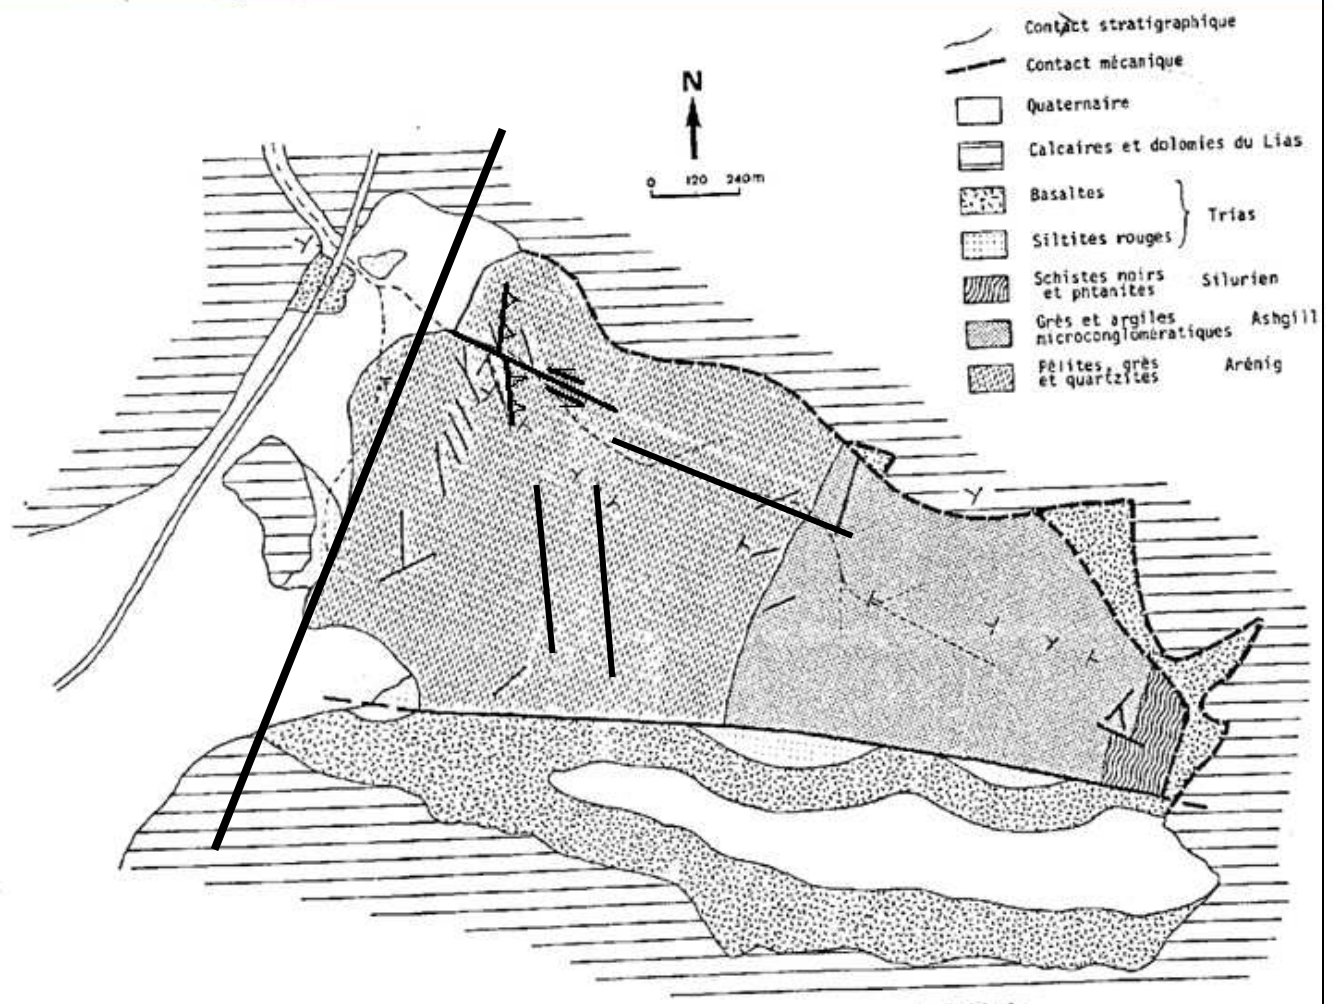 N
0 120 240m
Contact stratigraphique
Contact mécanique
Quaternaire
Calcaires et dolomies du Lias
Basaltes
Trias
Siltites rouges
Schistes noirs
et phtanites
Silurien
Grès et argiles
microconglomératiques
Ashgill
Pélites, grès
et quartzites
Arénig